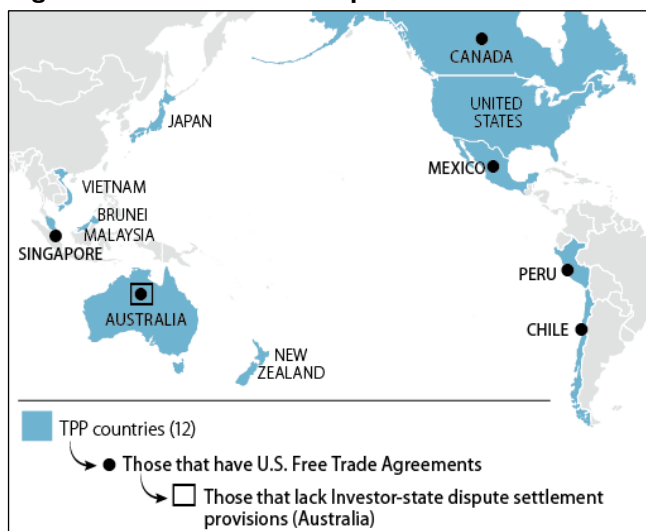 CANADA
UNITED
STATES
JAPAN
MEXICO
VIETNAM
BRUNEI
MALAYSIA
SINGAPORE
PERU
AUSTRALIA
CHILE
NEW
ZEALAND
TPP countries (12)
Those that have U.S. Free Trade Agreements
Those that lack Investor-state dispute settlement
provisions (Australia)